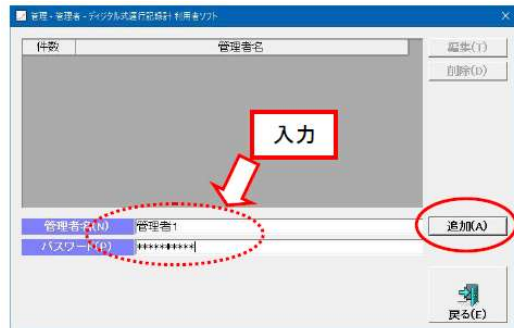 管理 - 管理者 - ディジタル式運行記録計 利用者ソフト
件数 管理者名
編集(T)
削除(D)
入力
管理者名(N) 管理者1
追加(A)
パスワード(P) **********
戻る(E)